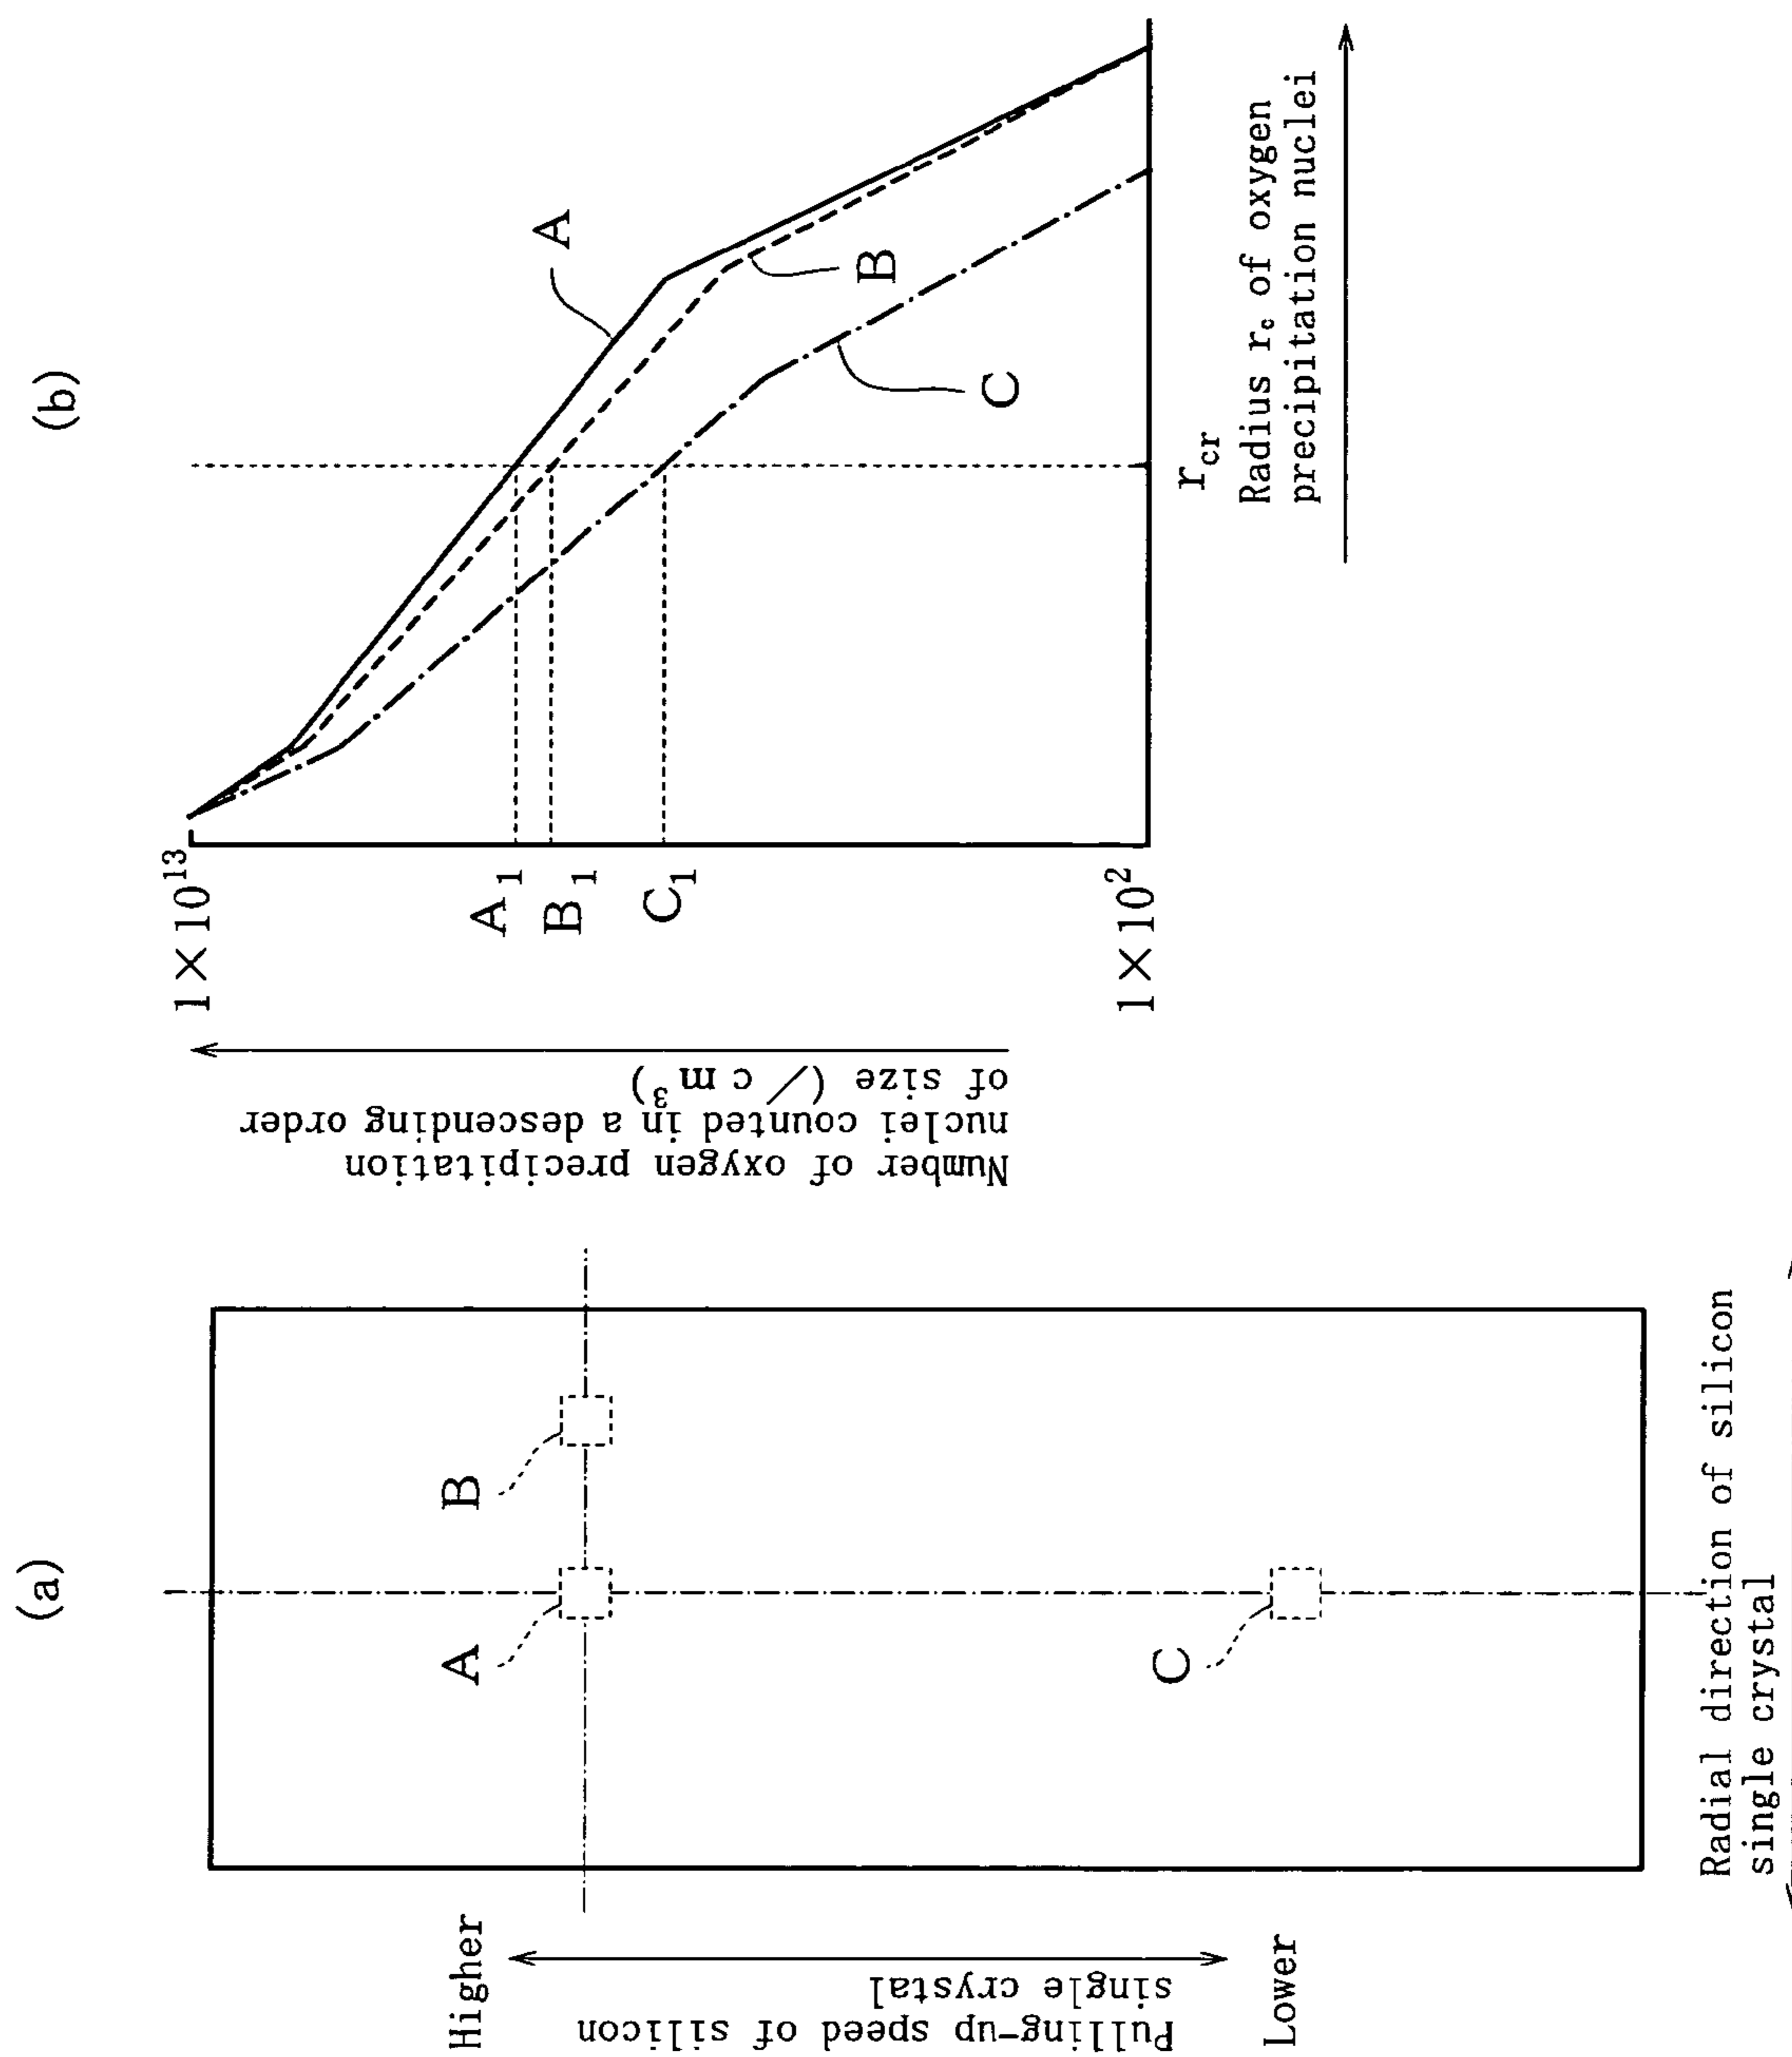 (a)
Higher
Pulling-up speed of silicon
single crystal
Lower
A
B
C
Radial direction of silicon
single crystal
(b)
Number of oxygen precipitation
nuclei counted in a descending order
of size (/cm³)
1×10¹³
A₁
B₁
C₁
1×10²
A
B
C
r_cr
Radius r_c of oxygen
precipitation nuclei